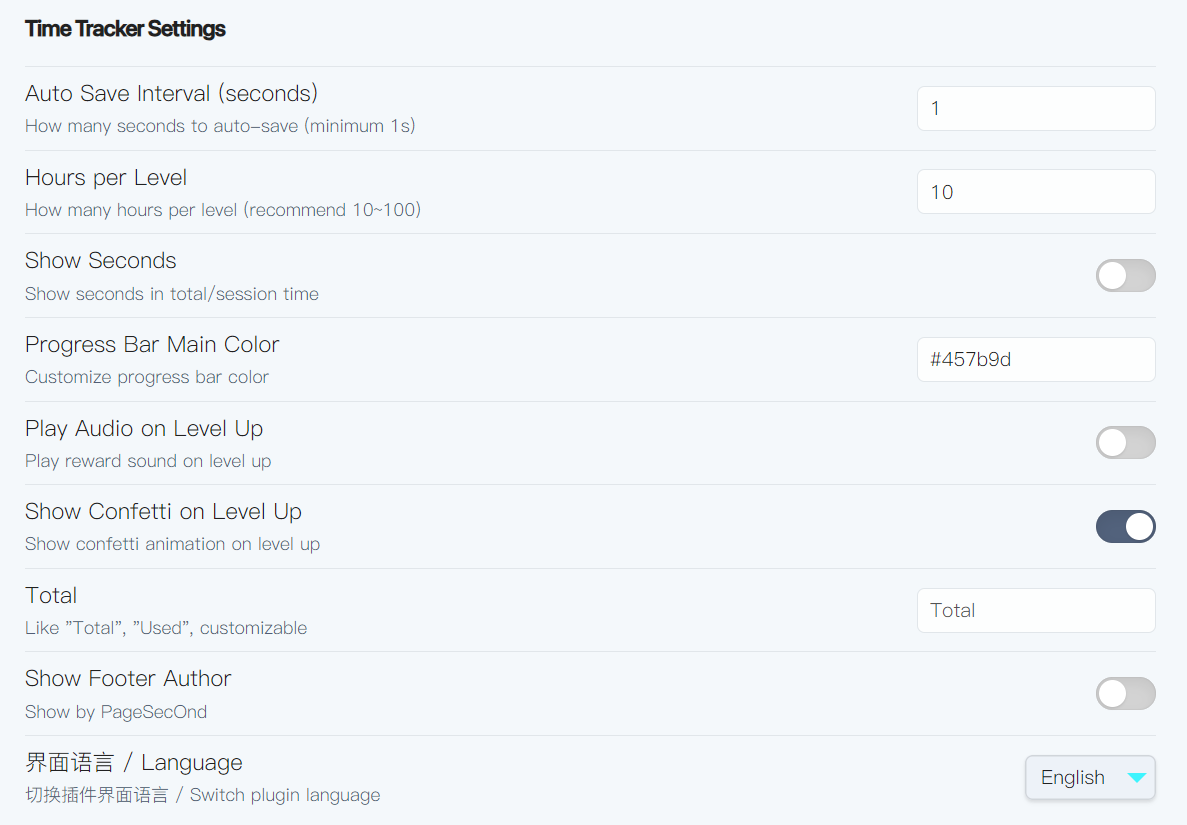 Time Tracker Settings
Auto Save Interval (seconds)
How many seconds to auto-save (minimum 1s)
1
Hours per Level
How many hours per level (recommend 10~100)
10
Show Seconds
Show seconds in total/session time
Progress Bar Main Color
Customize progress bar color
#457b9d
Play Audio on Level Up
Play reward sound on level up
Show Confetti on Level Up
Show confetti animation on level up
Total
Like "Total", "Used", customizable
Total
Show Footer Author
Show by PageSecOnd
界面语言 / Language
切换插件界面语言 / Switch plugin language
English